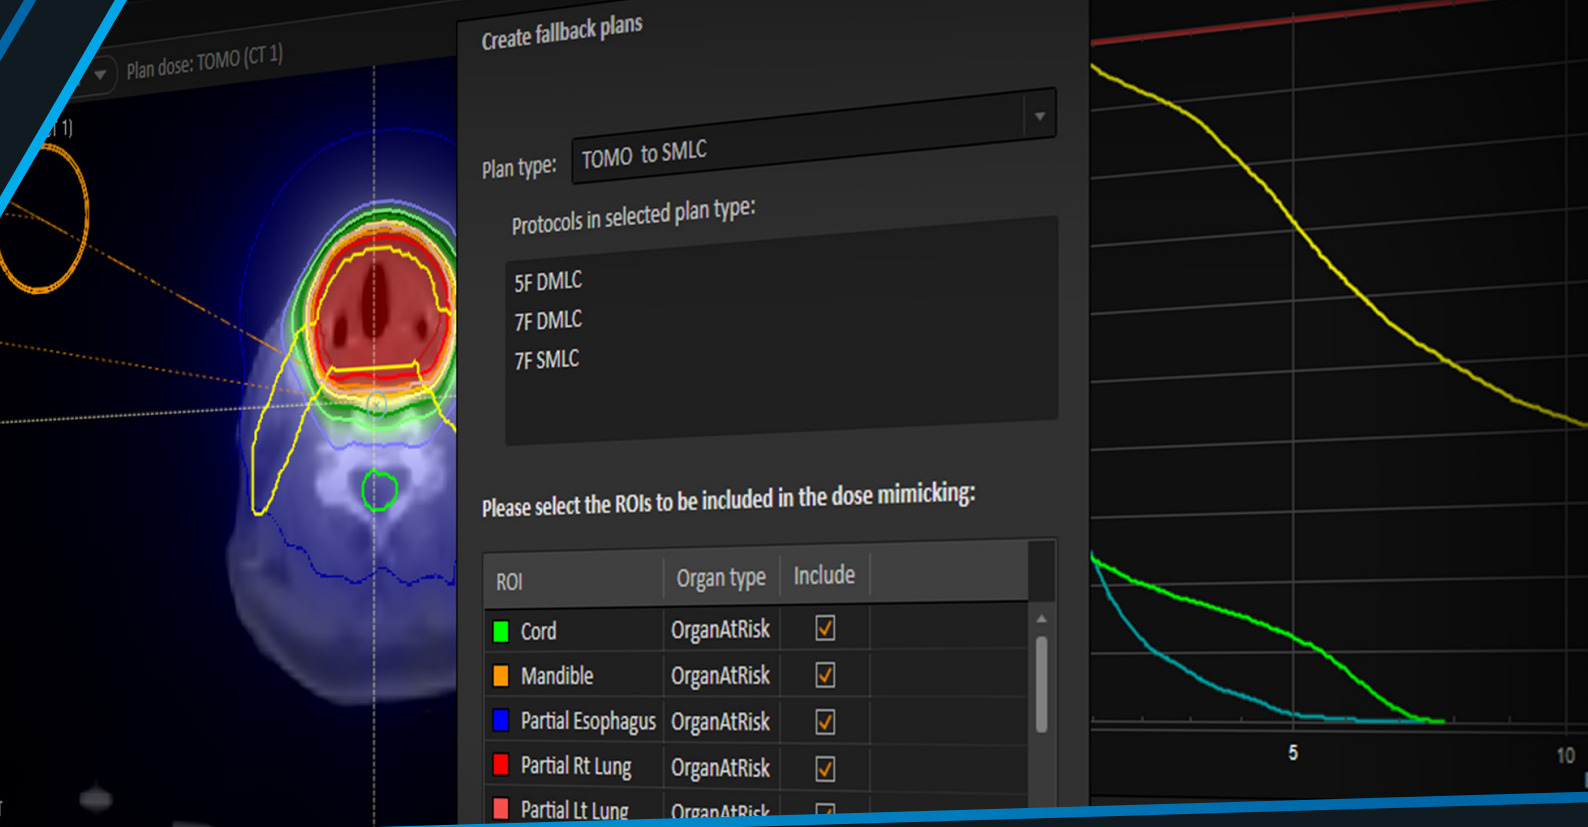 Create fallback plans
Plan dose: TOMO (CT 1)
1)
Plan type:
TOMO to SMLC
Protocols in selected plan type:
5F DMLC
7F DMLC
7F SMLC
Please select the ROIs to be included in the dose mimicking:
ROI Organ type Include
Cord OrganAtRisk
Mandible OrganAtRisk
Partial Esophagus OrganAtRisk
Partial Rt Lung OrganAtRisk
Partial Lt Lung OrganAtRisk
5 10